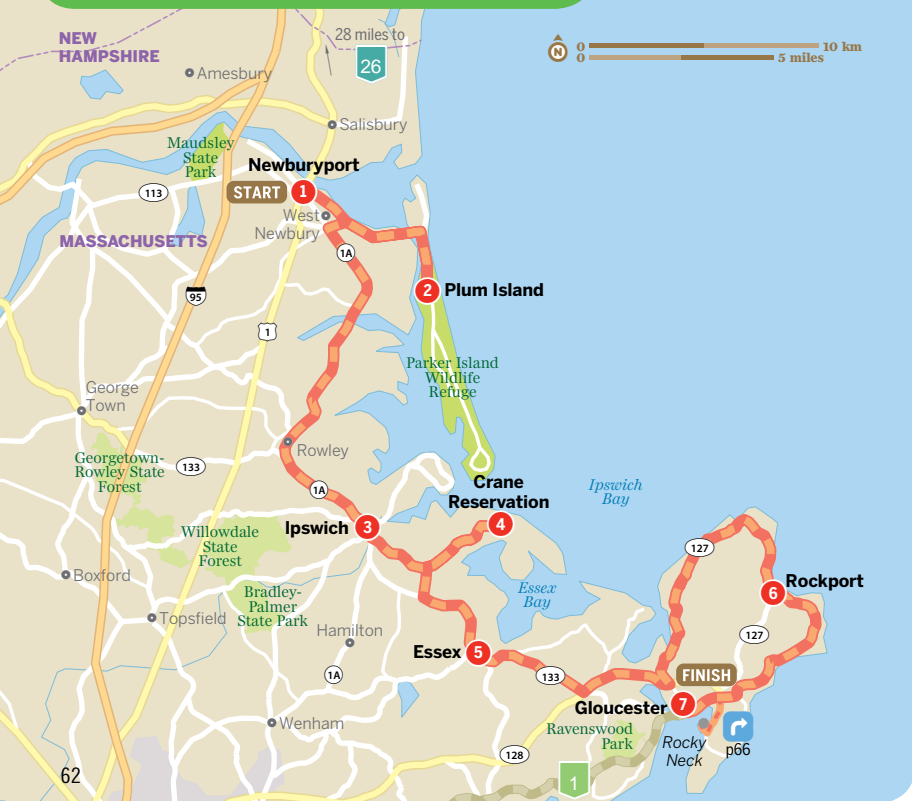 NEW
HAMPSHIRE
28 miles to
26
N
0
10 km
0
5 miles
Amesbury
Salisbury
Maudsley
State
Park
Newburyport
START
1
113
West
Newbury
MASSACHUSETTS
1A
95
2
Plum Island
1
Parker Island
Wildlife
Refuge
George
Town
Rowley
Georgetown-
Rowley State
Forest
133
1A
Crane
Reservation
Ipswich
Bay
Ipswich
3
4
Willowdale
State
Forest
127
Boxford
Essex
Bay
Rockport
6
Bradley-
Palmer
State Park
Topsfield
Hamilton
127
Essex
5
1A
133
FINISH
Gloucester
7
Wenham
Ravenswood
Park
Rocky
Neck
p66
128
62
1